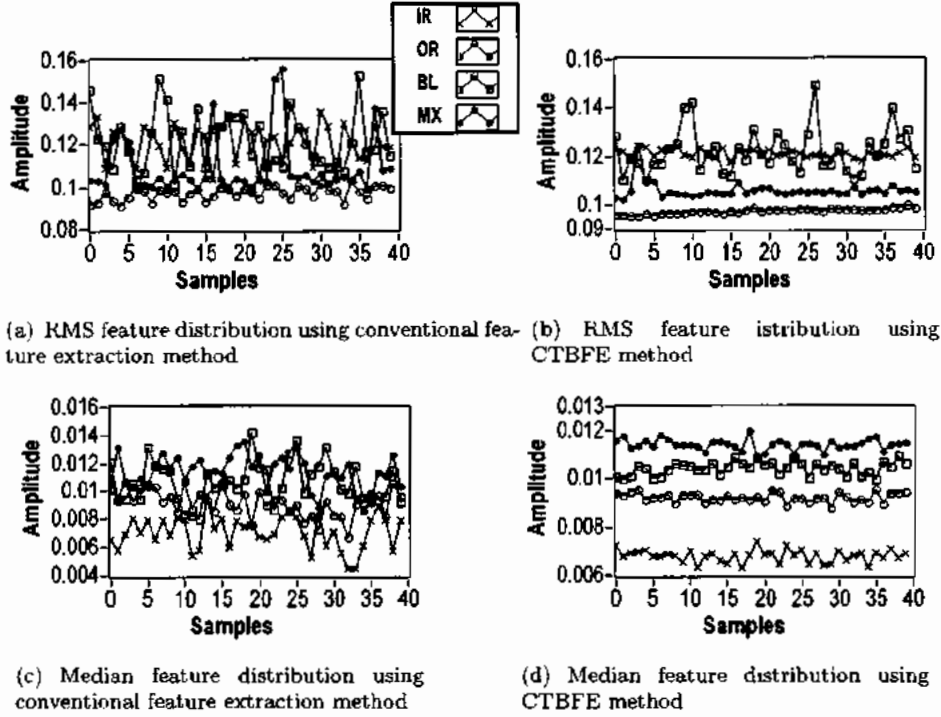 IR
OR
BL
MX
0.16
0.14
0.12
0.1
0.08
Amplitude
0 5 10 15 20 25 30 35 40
Samples
0.16
0.14
0.12
0.1
0.09
Amplitude
0 5 10 15 20 25 30 35 40
Samples
(a) RMS feature distribution using conventional fea-
ture extraction method
(b) RMS feature istribution using
CTBFE method
0.016
0.014
0.012
0.01
0.008
0.006
0.004
Amplitude
0 5 10 15 20 25 30 35 40
Samples
0.013
0.012
0.01
0.008
0.006
Amplitude
0 5 10 15 20 25 30 35 40
Samples
(c) Median feature distribution using
conventional feature extraction method
(d) Median feature distribution using
CTBFE method